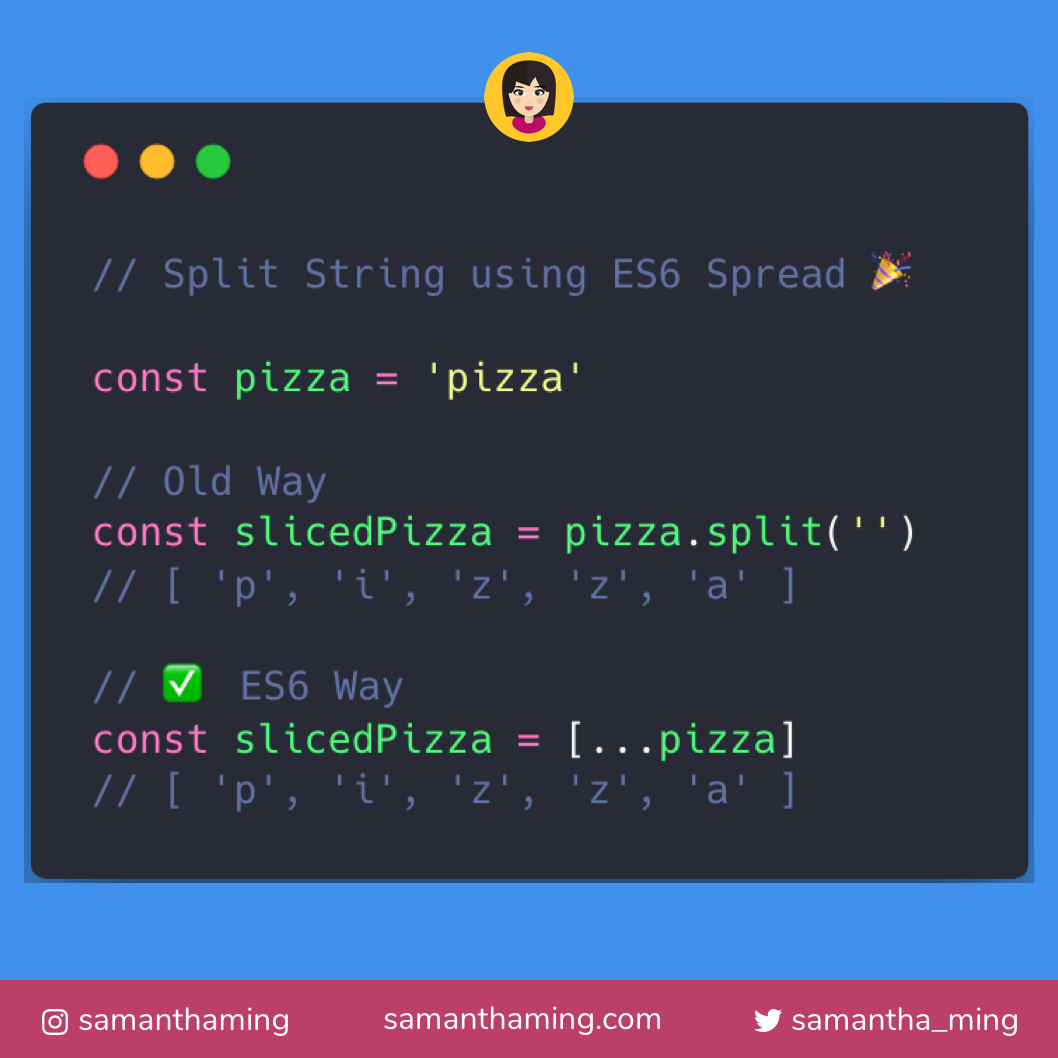 // Split String using ES6 Spread 🎉
const pizza = 'pizza'
// Old Way
const slicedPizza = pizza.split('')
// [ 'p', 'i', 'z', 'z', 'a' ]
// ✅ ES6 Way
const slicedPizza = [...pizza]
// [ 'p', 'i', 'z', 'z', 'a' ]
samanthaming
samanthaming.com
samantha_ming